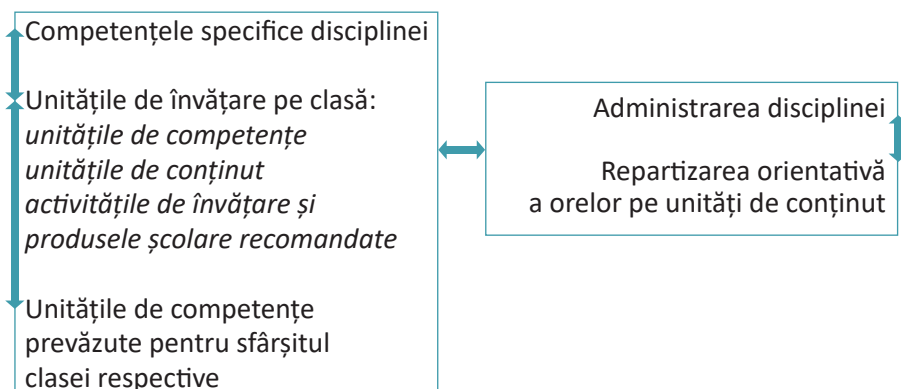 Competențele specifice disciplinei
Unitățile de învățare pe clasă:
unitățile de competențe
unitățile de conținut
activitățile de învățare și
produsele școlare recomandate
Unitățile de competențe
prevăzute pentru sfârșitul
clasei respective
Administrarea disciplinei
Repartizarea orientativă
a orelor pe unități de conținut